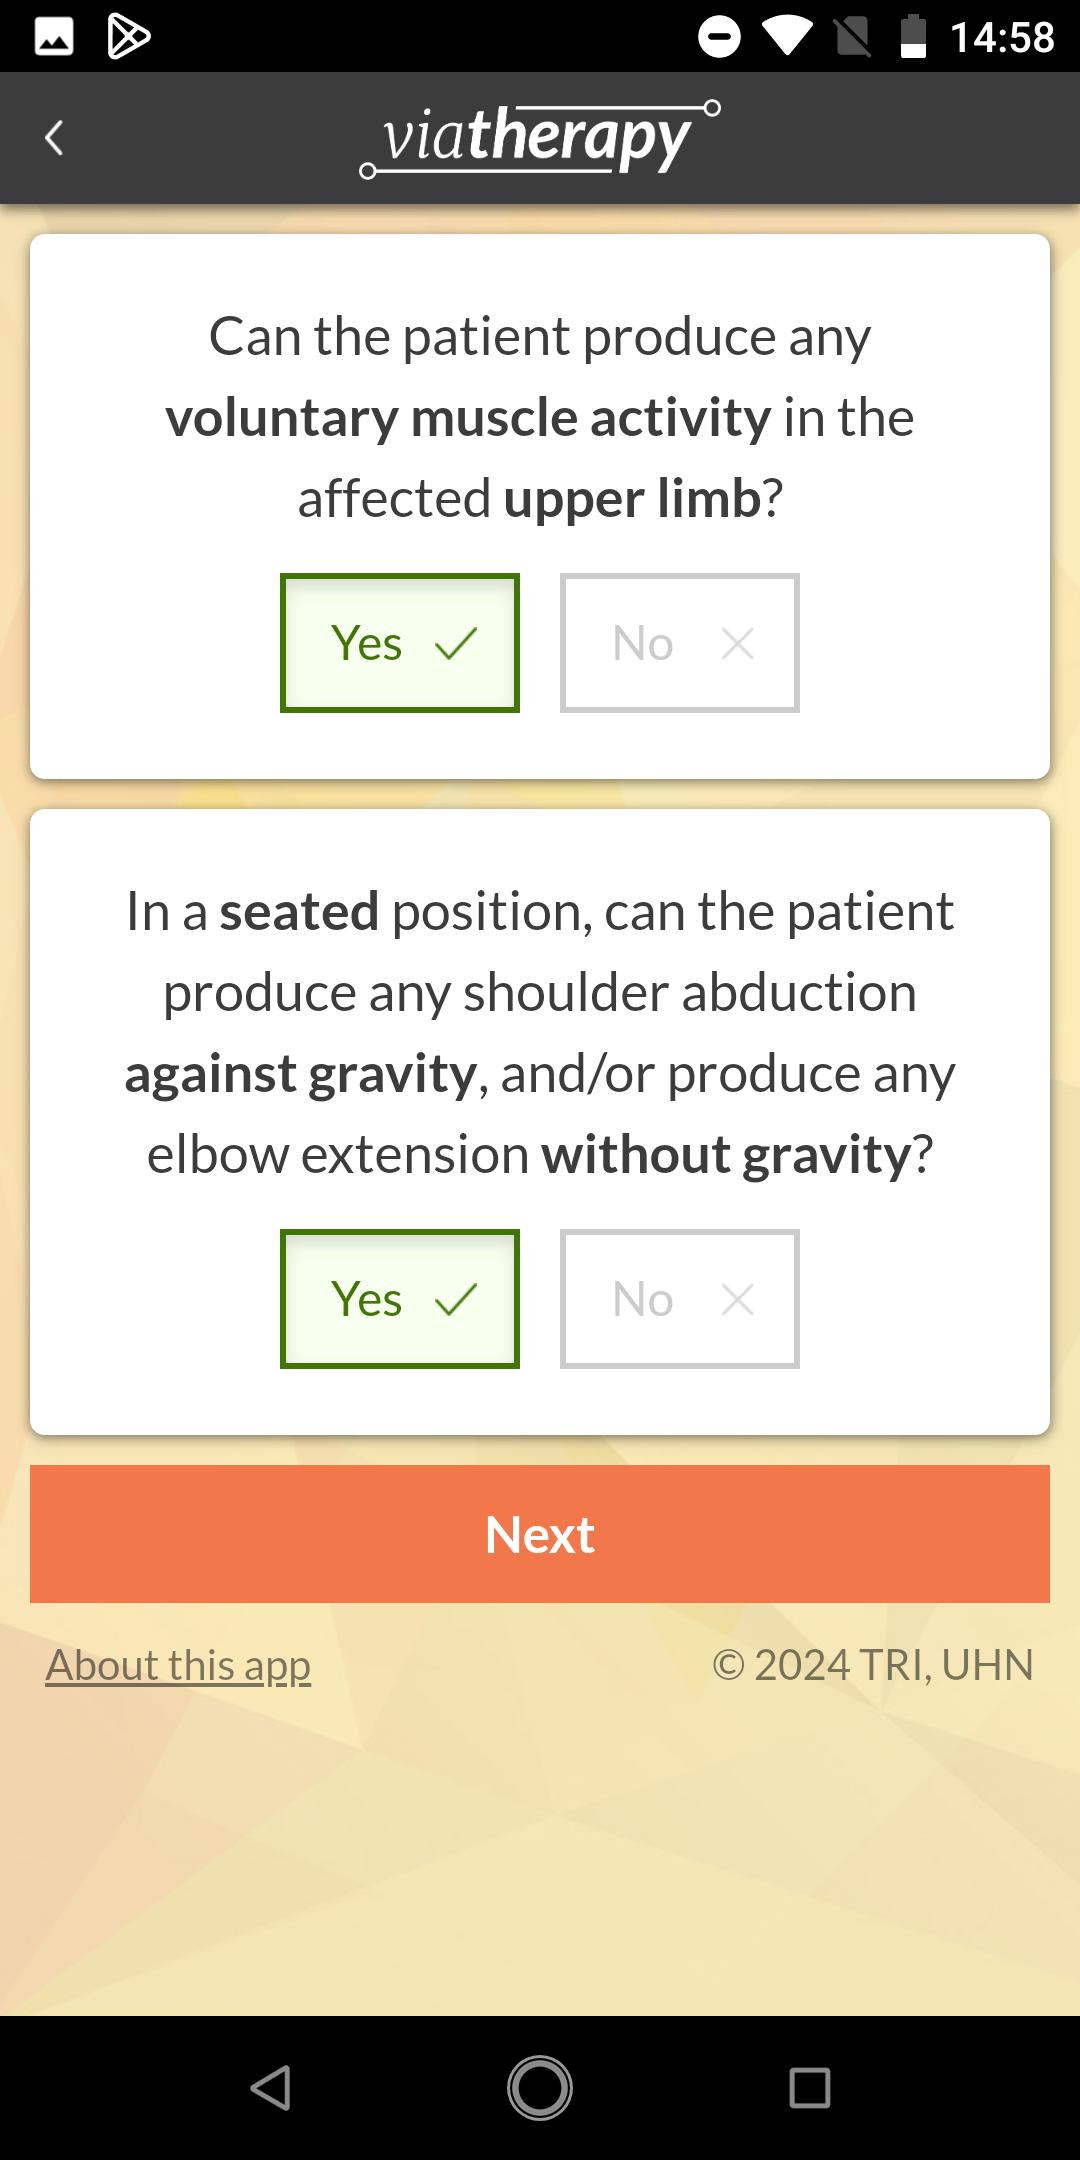 14:58
viatherapy
Can the patient produce any
voluntary muscle activity in the
affected upper limb?
Yes No
In a seated position, can the patient
produce any shoulder abduction
against gravity, and/or produce any
elbow extension without gravity?
Yes No
Next
About this app © 2024 TRI, UHN